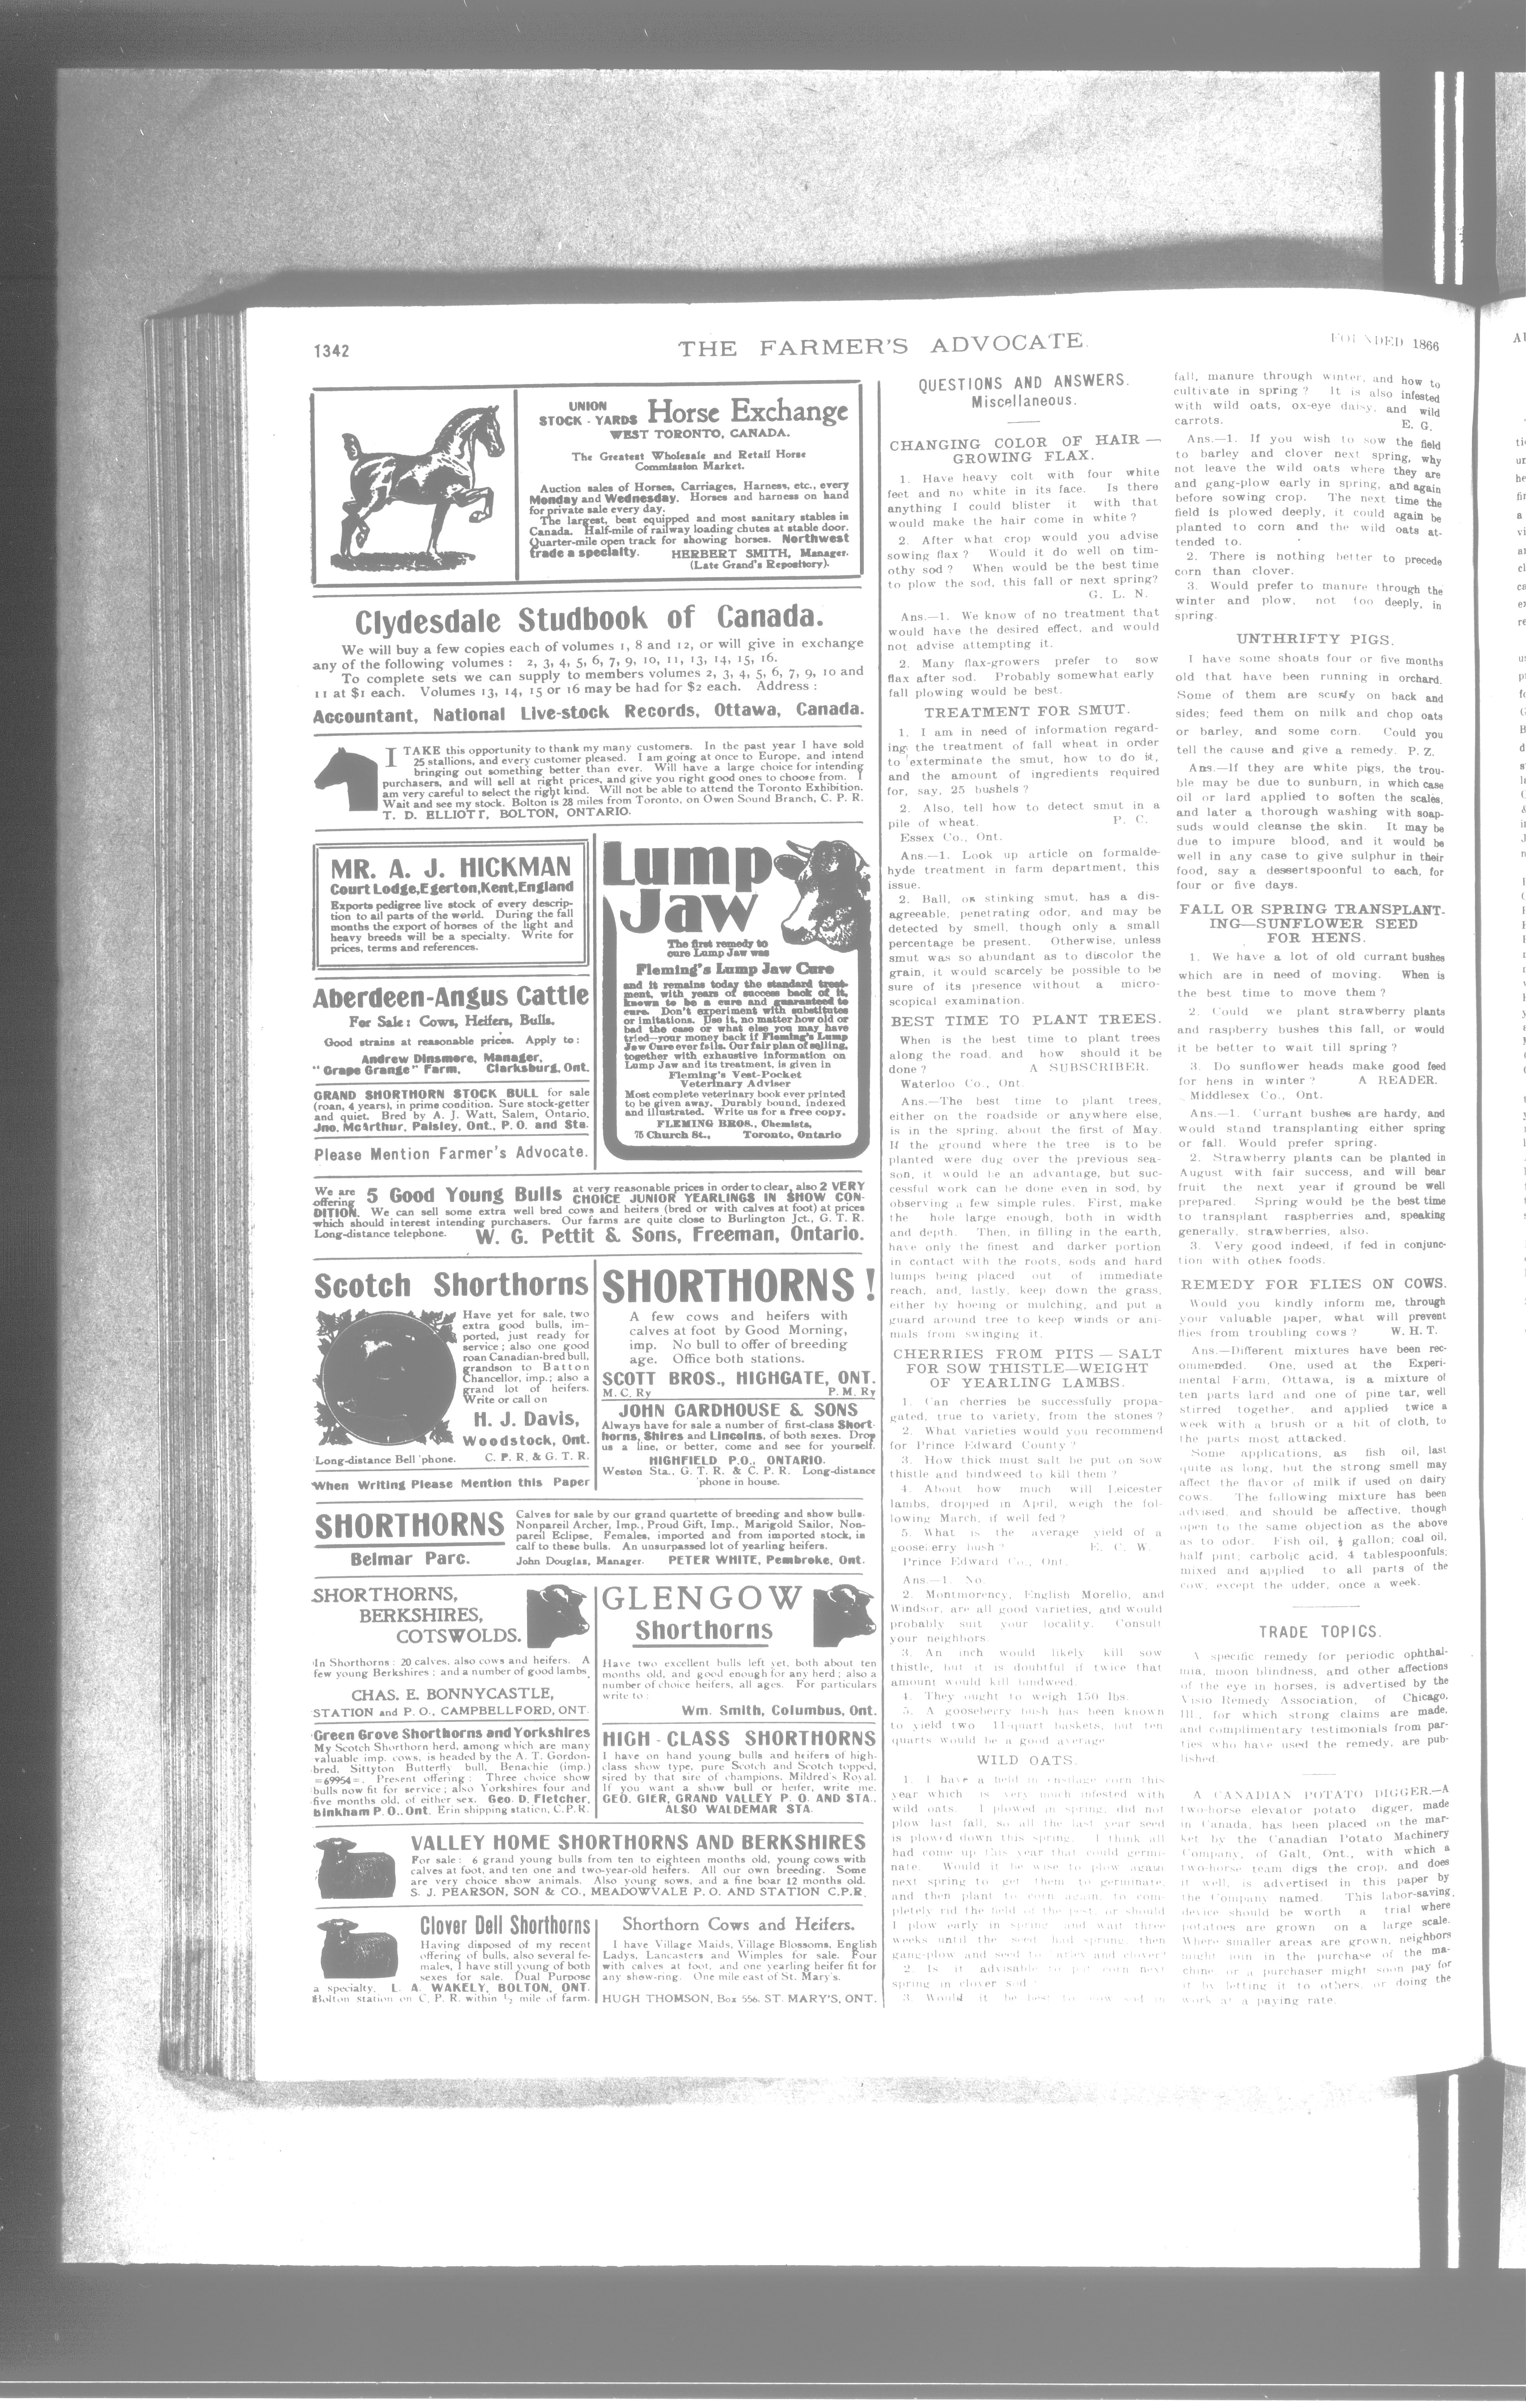 1342
THE FARMER'S ADVOCATE.
FOUNDED 1866
UNION
STOCK - YARDS Horse Exchange
WEST TORONTO, CANADA.
The Greatest Wholesale and Retail Horse
Commission Market.
Auction sales of Horses, Carriages, Harness, etc., every
Monday and Wednesday. Horses and harness on hand
for private sale every day.
The largest, best equipped and most sanitary stables in
Canada. Half-mile of railway loading chutes at stable door.
Quarter-mile open track for showing horses. Northwest
trade a specialty. HERBERT SMITH, Manager.
(Late Grand's Repository).
Clydesdale Studbook of Canada.
We will buy a few copies each of volumes 1, 8 and 12, or will give in exchange
any of the following volumes : 2, 3, 4, 5, 6, 7, 9, 10, 11, 13, 14, 15, 16.
To complete sets we can supply to members volumes 2, 3, 4, 5, 6, 7, 9, 10 and
11 at $1 each. Volumes 13, 14, 15 or 16 may be had for $2 each. Address :
Accountant, National Live-stock Records, Ottawa, Canada.
I TAKE this opportunity to thank my many customers. In the past year I have sold
25 stallions, and every customer pleased. I am going at once to Europe, and intend
bringing out something better than ever. Will have a large choice for intending
purchasers, and will sell at right prices, and give you right good ones to choose from. I
am very careful to select the right kind. Will not be able to attend the Toronto Exhibition.
Wait and see my stock. Bolton is 28 miles from Toronto, on Owen Sound Branch, C. P. R.
T. D. ELLIOTT, BOLTON, ONTARIO.
MR. A. J. HICKMAN
Court Lodge, Egerton, Kent, England
Exports pedigree live stock of every descrip-
tion to all parts of the world. During the fall
months the export of horses of the light and
heavy breeds will be a specialty. Write for
prices, terms and references.
Aberdeen-Angus Cattle
For Sale: Cows, Heifers, Bulls.
Good strains at reasonable prices. Apply to :
Andrew Dinsmore, Manager,
"Grape Grange" Farm, Clarksburg, Ont.
GRAND SHORTHORN STOCK BULL for sale
(roan, 4 years), in prime condition. Sure stock-getter
and quiet. Bred by A. J. Watt, Salem, Ontario,
Jno. McArthur, Paisley, Ont., P. O. and Sta.
Please Mention Farmer's Advocate.
Lump
Jaw
The first remedy to
cure Lump Jaw was
Fleming's Lump Jaw Cure
and it remains today the standard treat-
ment, with years of success back of it,
known to be a cure and guaranteed to
cure. Don't experiment with substitutes
or imitations. Use it, no matter how old or
bad the case or what else you may have
tried—your money back if Fleming's Lump
Jaw Cure ever fails. Our fair plan of selling,
together with exhaustive information on
Lump Jaw and its treatment, is given in
Fleming's Vest-Pocket
Veterinary Adviser
Most complete veterinary book ever printed
to be given away. Durably bound, indexed
and illustrated. Write us for a free copy.
FLEMING BROS., Chemists,
75 Church St., Toronto, Ontario
We are offering 5 Good Young Bulls at very reasonable prices in order to clear, also 2 VERY
CHOICE JUNIOR YEARLINGS IN SHOW CON-
DITION. We can sell some extra well bred cows and heifers (bred or with calves at foot) at prices
which should interest intending purchasers. Our farms are quite close to Burlington Jct., G. T. R.
Long-distance telephone. W. G. Pettit & Sons, Freeman, Ontario.
Scotch Shorthorns
Have yet for sale, two
extra good bulls, im-
ported, just ready for
service; also one good
roan Canadian-bred bull,
grandson to Batton
Chancellor, imp.; also a
grand lot of heifers.
Write or call on
H. J. Davis,
Woodstock, Ont.
Long-distance Bell 'phone. C. P. R. & G. T. R.
When Writing Please Mention this Paper
SHORTHORNS!
A few cows and heifers with
calves at foot by Good Morning,
imp. No bull to offer of breeding
age. Office both stations.
SCOTT BROS., HIGHGATE, ONT.
M. C. Ry P. M. Ry
JOHN GARDHOUSE & SONS
Always have for sale a number of first-class Short-
horns, Shires and Lincolns, of both sexes. Drop
us a line, or better, come and see for yourself.
HIGHFIELD P.O., ONTARIO.
Weston Sta., G. T. R. & C. P. R. Long-distance
'phone in house.
SHORTHORNS
Belmar Parc.
Calves for sale by our grand quartette of breeding and show bulls.
Nonpareil Archer, Imp., Proud Gift, Imp., Marigold Sailor, Non-
pareil Eclipse. Females, imported and from imported stock, in
calf to these bulls. An unsurpassed lot of yearling heifers.
John Douglas, Manager. PETER WHITE, Pembroke, Ont.
SHORTHORNS,
BERKSHIRES,
COTSWOLDS.
In Shorthorns : 20 calves, also cows and heifers. A
few young Berkshires ; and a number of good lambs.
CHAS. E. BONNYCASTLE,
STATION and P. O., CAMPBELLFORD, ONT.
GLENGOW
Shorthorns
Have two excellent bulls left yet, both about ten
months old, and good enough for any herd; also a
number of choice heifers, all ages. For particulars
write to :
Wm. Smith, Columbus, Ont.
Green Grove Shorthorns and Yorkshires
My Scotch Shorthorn herd, among which are many
valuable imp. cows, is headed by the A. T. Gordon-
bred, Sittyton Butterfly bull, Benachie (imp.)
=69954=. Present offering : Three choice show
bulls now fit for service; also Yorkshires four and
five months old, of either sex. Geo. D. Fletcher,
Binkham P. O., Ont. Erin shipping station, C. P. R.
HIGH - CLASS SHORTHORNS
I have on hand young bulls and heifers of high-
class show type, pure Scotch and Scotch topped,
sired by that sire of champions, Mildred's Royal.
If you want a show bull or heifer, write me.
GEO. GIER, GRAND VALLEY P. O. AND STA.,
ALSO WALDEMAR STA.
VALLEY HOME SHORTHORNS AND BERKSHIRES
For sale : 6 grand young bulls from ten to eighteen months old, young cows with
calves at foot, and ten one and two-year-old heifers. All our own breeding. Some
are very choice show animals. Also young sows, and a fine boar 12 months old.
S. J. PEARSON, SON & CO., MEADOWVALE P. O. AND STATION C.P.R.
Clover Dell Shorthorns
Having disposed of my recent
offering of bulls, also several fe-
males, I have still young of both
sexes for sale. Dual Purpose
a specialty. L. A. WAKELY, BOLTON, ONT.
Bolton station on C. P. R. within ½ mile of farm.
Shorthorn Cows and Heifers.
I have Village Maids, Village Blossoms, English
Ladys, Lancasters and Wimples for sale. Four
with calves at foot, and one yearling heifer fit for
any show-ring. One mile east of St. Mary's.
HUGH THOMSON, Box 556, ST. MARY'S, ONT.
QUESTIONS AND ANSWERS.
Miscellaneous.
CHANGING COLOR OF HAIR —
GROWING FLAX.
1. Have heavy colt with four white
feet and no white in its face. Is there
anything I could blister it with that
would make the hair come in white ?
2. After what crop would you advise
sowing flax ? Would it do well on tim-
othy sod ? When would be the best time
to plow the sod, this fall or next spring?
G. L. N.
Ans.—1. We know of no treatment that
would have the desired effect, and would
not advise attempting it.
2. Many flax-growers prefer to sow
flax after sod. Probably somewhat early
fall plowing would be best.
TREATMENT FOR SMUT.
1. I am in need of information regard-
ing the treatment of fall wheat in order
to exterminate the smut, how to do it,
and the amount of ingredients required
for, say, 25 bushels ?
2. Also, tell how to detect smut in a
pile of wheat. P. C.
Essex Co., Ont.
Ans.—1. Look up article on formalde-
hyde treatment in farm department, this
issue.
2. Ball, or stinking smut, has a dis-
agreeable, penetrating odor, and may be
detected by smell, though only a small
percentage be present. Otherwise, unless
smut was so abundant as to discolor the
grain, it would scarcely be possible to be
sure of its presence without a micro-
scopical examination.
BEST TIME TO PLANT TREES.
When is the best time to plant trees
along the road, and how should it be
done ? A SUBSCRIBER.
Waterloo Co., Ont.
Ans.—The best time to plant trees,
either on the roadside or anywhere else,
is in the spring, about the first of May.
If the ground where the tree is to be
planted were dug over the previous sea-
son, it would be an advantage, but suc-
cessful work can be done even in sod, by
observing a few simple rules. First, make
the hole large enough, both in width
and depth. Then, in filling in the earth,
have only the finest and darker portion
in contact with the roots, sods and hard
lumps being placed out of immediate
reach, and, lastly, keep down the grass,
either by hoeing or mulching, and put a
guard around tree to keep winds or ani-
mals from swinging it.
CHERRIES FROM PITS — SALT
FOR SOW THISTLE—WEIGHT
OF YEARLING LAMBS.
1. Can cherries be successfully propa-
gated, true to variety, from the stones ?
2. What varieties would you recommend
for Prince Edward County ?
3. How thick must salt be put on sow
thistle and bindweed to kill them ?
4. About how much will Leicester
lambs, dropped in April, weigh the fol-
lowing March, if well fed ?
5. What is the average yield of a
gooseberry bush ? E. C. W.
Prince Edward Co., Ont.
Ans.—1. No.
2. Montmorency, English Morello, and
Windsor, are all good varieties, and would
probably suit your locality. Consult
your neighbors.
3. An inch would likely kill sow
thistle, but it is doubtful if twice that
amount would kill bindweed.
4. They ought to weigh 150 lbs.
5. A gooseberry bush has been known
to yield two 11-quart baskets, but ten
quarts would be a good average.
WILD OATS.
1. I have a field in ensilage corn this
year which is very much infested with
wild oats. I plowed in spring, did not
plow last fall, so all the last year seed
is plowed down this spring. I think all
had come up this year that could germi-
nate. Would it be wise to plow again
next spring to get them to germinate,
and then plant to corn again, to com-
pletely rid the field of the pest, or should
I plow early in spring and wait three
weeks until the seed had sprung, then
gang-plow and seed to barley and clover
2. Is it advisable to put corn next
spring in clover sod ?
3. Would it be best to plow sod in
fall, manure through winter, and how to
cultivate in spring ? It is also infested
with wild oats, ox-eye daisy, and wild
carrots. E. G.
Ans.—1. If you wish to sow the field
to barley and clover next spring, why
not leave the wild oats where they are
and gang-plow early in spring, and again
before sowing crop. The next time the
field is plowed deeply, it could again be
planted to corn and the wild oats at-
tended to.
2. There is nothing better to precede
corn than clover.
3. Would prefer to manure through the
winter and plow, not too deeply, in
spring.
UNTHRIFTY PIGS.
I have some shoats four or five months
old that have been running in orchard.
Some of them are scurfy on back and
sides; feed them on milk and chop oats
or barley, and some corn. Could you
tell the cause and give a remedy. P. Z.
Ans.—If they are white pigs, the trou-
ble may be due to sunburn, in which case
oil or lard applied to soften the scales,
and later a thorough washing with soap-
suds would cleanse the skin. It may be
due to impure blood, and it would be
well in any case to give sulphur in their
food, say a dessertspoonful to each, for
four or five days.
FALL OR SPRING TRANSPLANT-
ING—SUNFLOWER SEED
FOR HENS.
1. We have a lot of old currant bushes
which are in need of moving. When is
the best time to move them ?
2. Could we plant strawberry plants
and raspberry bushes this fall, or would
it be better to wait till spring ?
3. Do sunflower heads make good feed
for hens in winter ? A READER.
Middlesex Co., Ont.
Ans.—1. Currant bushes are hardy, and
would stand transplanting either spring
or fall. Would prefer spring.
2. Strawberry plants can be planted in
August with fair success, and will bear
fruit the next year if ground be well
prepared. Spring would be the best time
to transplant raspberries and, speaking
generally, strawberries, also.
3. Very good indeed, if fed in conjunc-
tion with other foods.
REMEDY FOR FLIES ON COWS.
Would you kindly inform me, through
your valuable paper, what will prevent
flies from troubling cows ? W. H. T.
Ans.—Different mixtures have been rec-
ommended. One, used at the Experi-
mental Farm, Ottawa, is a mixture of
ten parts lard and one of pine tar, well
stirred together, and applied twice a
week with a brush or a bit of cloth, to
the parts most attacked.
Some applications, as fish oil, last
quite as long, but the strong smell may
affect the flavor of milk if used on dairy
cows. The following mixture has been
advised, and should be affective, though
open to the same objection as the above
as to odor. Fish oil, ½ gallon; coal oil,
half pint; carbolic acid, 4 tablespoonfuls;
mixed and applied to all parts of the
cow, except the udder, once a week.
TRADE TOPICS.
A specific remedy for periodic ophthal-
mia, moon blindness, and other affections
of the eye in horses, is advertised by the
Visio Remedy Association, of Chicago,
Ill., for which strong claims are made,
and complimentary testimonials from par-
ties who have used the remedy, are pub-
lished.
A CANADIAN POTATO DIGGER.—A
two-horse elevator potato digger, made
in Canada, has been placed on the mar-
ket by the Canadian Potato Machinery
Company, of Galt, Ont., with which a
two-horse team digs the crop, and does
it well, is advertised in this paper by
the Company named. This labor-saving
device should be worth a trial where
potatoes are grown on a large scale.
Where smaller areas are grown, neighbors
might join in the purchase of the ma-
chine or a purchaser might soon pay for
it by letting it to others, or doing the
work at a paying rate.